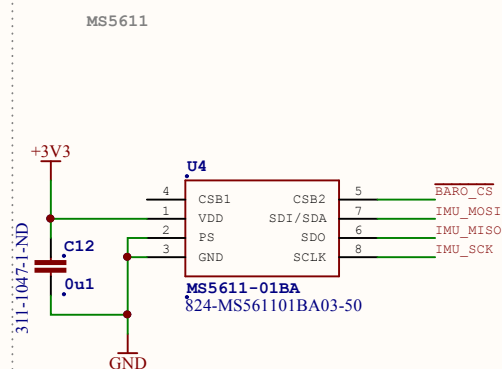 MS5611
+3V3
U4
4 CSB1 CSB2 5 BARO_CS
1 VDD SDI/SDA 7 IMU_MOSI
2 PS SDO 6 IMU_MISO
3 GND SCLK 8 IMU_SCK
C12
0u1
311-1047-1-ND
MS5611-01BA
824-MS561101BA03-50
GND